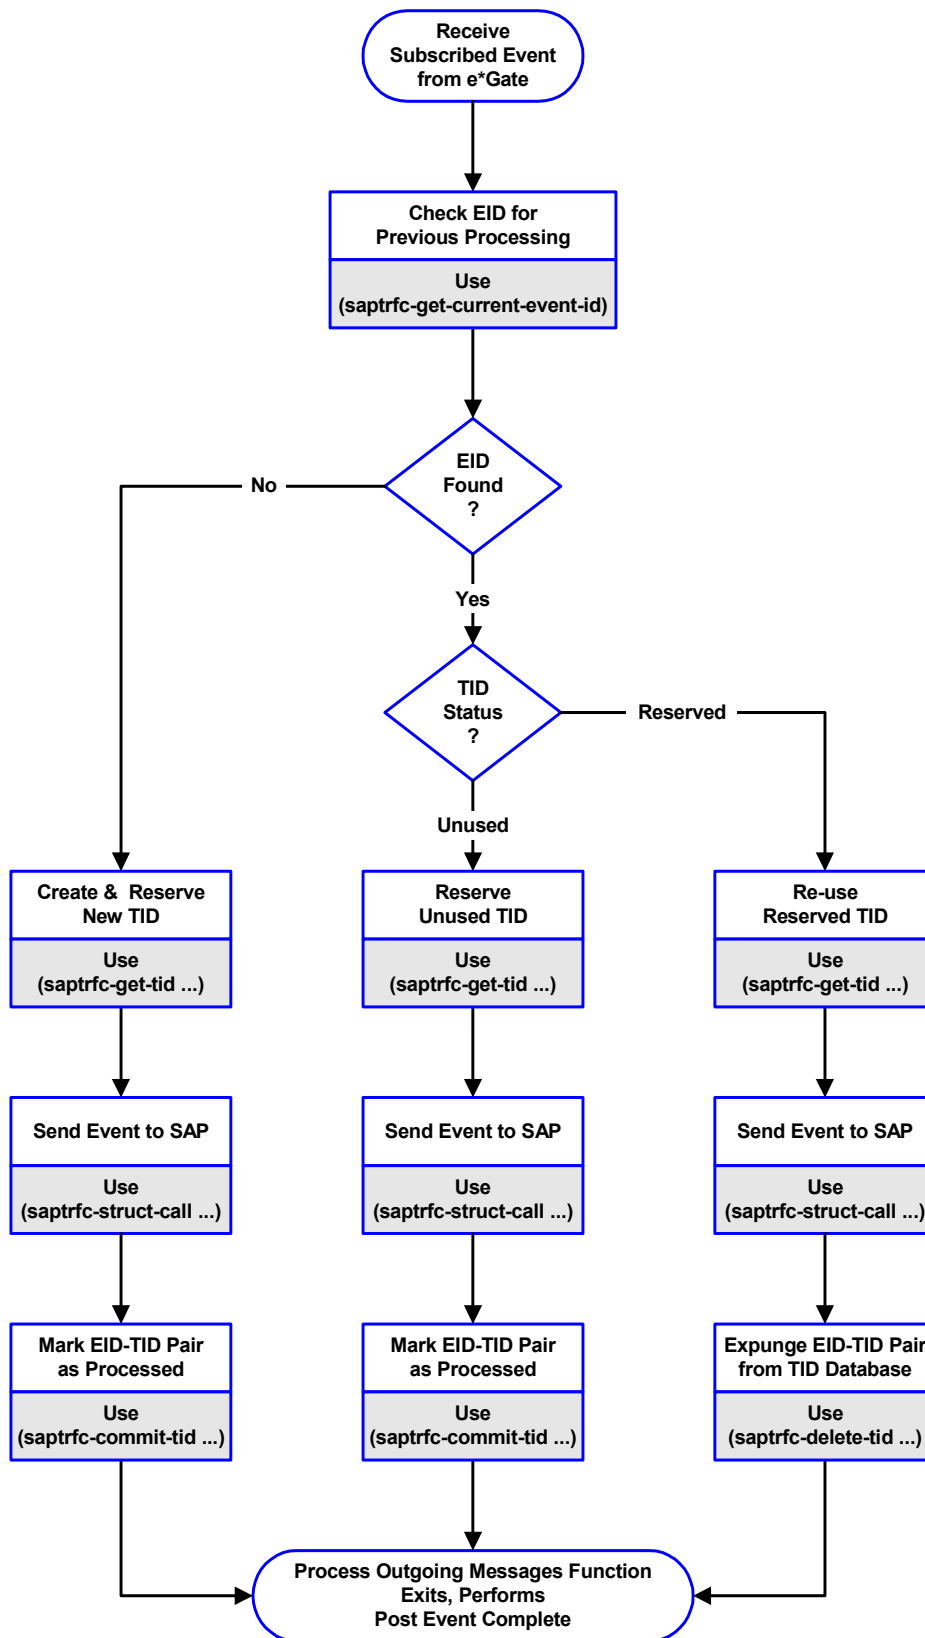 Receive
Subscribed Event
from e*Gate
Check EID for
Previous Processing
Use
(saptrfc-get-current-event-id)
EID
Found
?
No
Yes
TID
Status
?
Reserved
Unused
Create & Reserve
New TID
Use
(saptrfc-get-tid ...)
Reserve
Unused TID
Use
(saptrfc-get-tid ...)
Re-use
Reserved TID
Use
(saptrfc-get-tid ...)
Send Event to SAP
Use
(saptrfc-struct-call ...)
Send Event to SAP
Use
(saptrfc-struct-call ...)
Send Event to SAP
Use
(saptrfc-struct-call ...)
Mark EID-TID Pair
as Processed
Use
(saptrfc-commit-tid ...)
Mark EID-TID Pair
as Processed
Use
(saptrfc-commit-tid ...)
Expunge EID-TID Pair
from TID Database
Use
(saptrfc-delete-tid ...)
Process Outgoing Messages Function
Exits, Performs
Post Event Complete